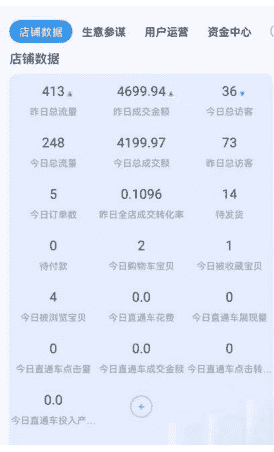 店铺数据 生意参谋 用户运营 资金中心
店铺数据
413 4699.94 36
昨日总流量 昨日成交金额 今日总访客
248 4199.97 73
今日总流量 今日总成交额 昨日总访客
5 0.1096 14
今日订单数 昨日全店成交转化率 待发货
0 2 1
待付款 今日购物车宝贝 今日被收藏宝贝
4 0.0 0
今日被浏览宝贝 今日直通车花费 今日直通车展现量
0 0.0 0
今日直通车点击量 今日直通车成交金额 今日直通车点击转...
0.0
今日直通车投入产...